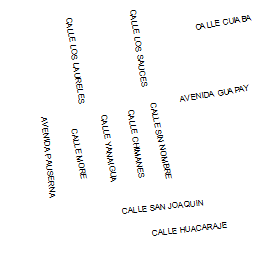 CALLE CUIABA
CALLE LOS SAUCES
CALLE LOS LAURELES
AVENIDA GUAPAY
CALLE SIN NOMBRE
CALLE CHIMANES
CALLE YANAIGUA
AVENIDA PAUSERNA
CALLE MORE
CALLE SAN JOAQUIN
CALLE HUACARAJE